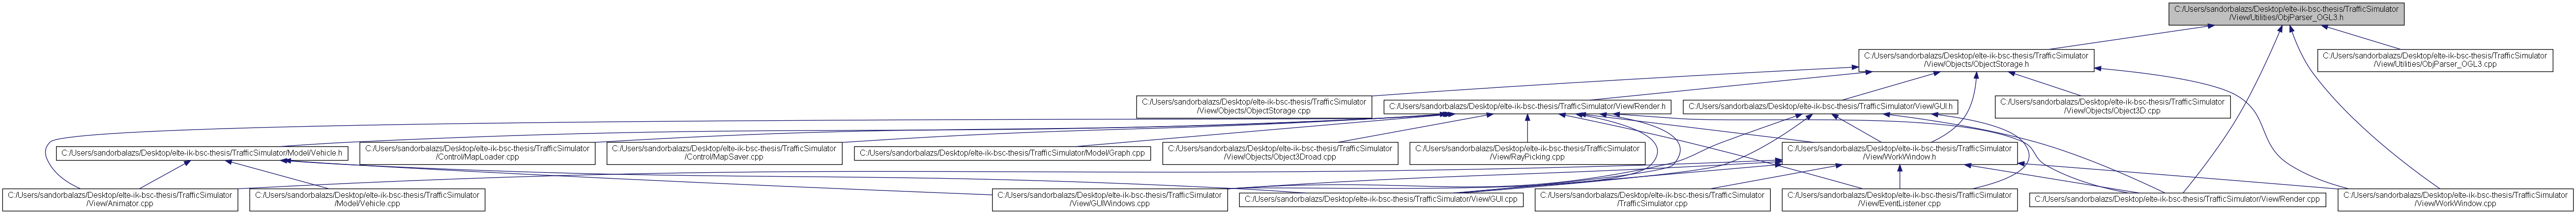 C:/Users/sandorbalazs/Desktop/elte-ik-bsc-thesis/TrafficSimulator
/View/Utilities/ObjParser_OGL3.h
C:/Users/sandorbalazs/Desktop/elte-ik-bsc-thesis/TrafficSimulator
/View/Objects/ObjectStorage.h
C:/Users/sandorbalazs/Desktop/elte-ik-bsc-thesis/TrafficSimulator
/View/Utilities/ObjParser_OGL3.cpp
C:/Users/sandorbalazs/Desktop/elte-ik-bsc-thesis/TrafficSimulator
/View/Objects/ObjectStorage.cpp
C:/Users/sandorbalazs/Desktop/elte-ik-bsc-thesis/TrafficSimulator/View/Render.h
C:/Users/sandorbalazs/Desktop/elte-ik-bsc-thesis/TrafficSimulator/View/GUI.h
C:/Users/sandorbalazs/Desktop/elte-ik-bsc-thesis/TrafficSimulator
/View/Objects/Object3D.cpp
C:/Users/sandorbalazs/Desktop/elte-ik-bsc-thesis/TrafficSimulator/Model/Vehicle.h
C:/Users/sandorbalazs/Desktop/elte-ik-bsc-thesis/TrafficSimulator
/Control/MapLoader.cpp
C:/Users/sandorbalazs/Desktop/elte-ik-bsc-thesis/TrafficSimulator
/Control/MapSaver.cpp
C:/Users/sandorbalazs/Desktop/elte-ik-bsc-thesis/TrafficSimulator/Model/Graph.cpp
C:/Users/sandorbalazs/Desktop/elte-ik-bsc-thesis/TrafficSimulator
/View/Objects/Object3Droad.cpp
C:/Users/sandorbalazs/Desktop/elte-ik-bsc-thesis/TrafficSimulator
/View/RayPicking.cpp
C:/Users/sandorbalazs/Desktop/elte-ik-bsc-thesis/TrafficSimulator
/View/WorkWindow.h
C:/Users/sandorbalazs/Desktop/elte-ik-bsc-thesis/TrafficSimulator
/View/Animator.cpp
C:/Users/sandorbalazs/Desktop/elte-ik-bsc-thesis/TrafficSimulator
/Model/Vehicle.cpp
C:/Users/sandorbalazs/Desktop/elte-ik-bsc-thesis/TrafficSimulator
/View/GUIWindows.cpp
C:/Users/sandorbalazs/Desktop/elte-ik-bsc-thesis/TrafficSimulator/View/GUI.cpp
C:/Users/sandorbalazs/Desktop/elte-ik-bsc-thesis/TrafficSimulator
/TrafficSimulator.cpp
C:/Users/sandorbalazs/Desktop/elte-ik-bsc-thesis/TrafficSimulator
/View/EventListener.cpp
C:/Users/sandorbalazs/Desktop/elte-ik-bsc-thesis/TrafficSimulator/View/Render.cpp
C:/Users/sandorbalazs/Desktop/elte-ik-bsc-thesis/TrafficSimulator
/View/WorkWindow.cpp